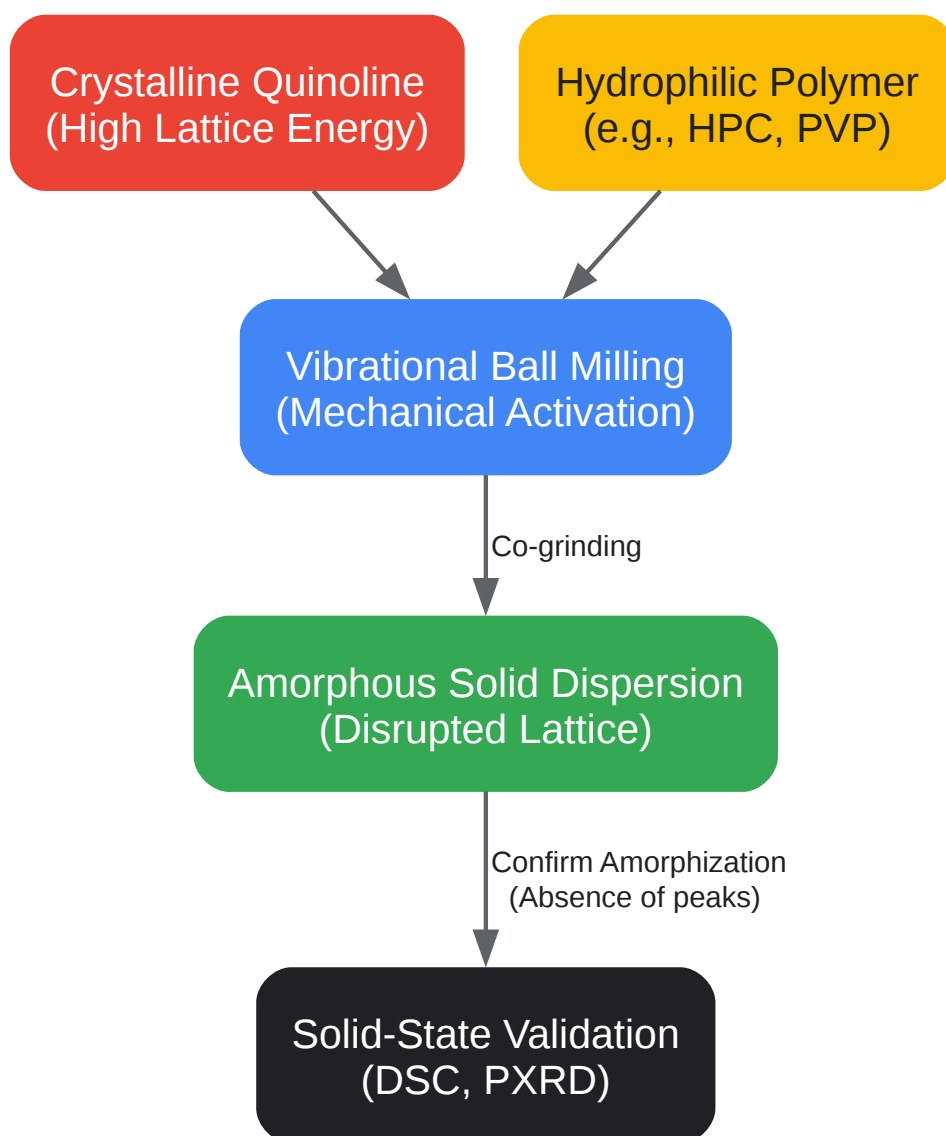 Crystalline Quinoline
(High Lattice Energy)
Hydrophilic Polymer
(e.g., HPC, PVP)
Vibrational Ball Milling
(Mechanical Activation)
Co-grinding
Amorphous Solid Dispersion
(Disrupted Lattice)
Confirm Amorphization
(Absence of peaks)
Solid-State Validation
(DSC, PXRD)